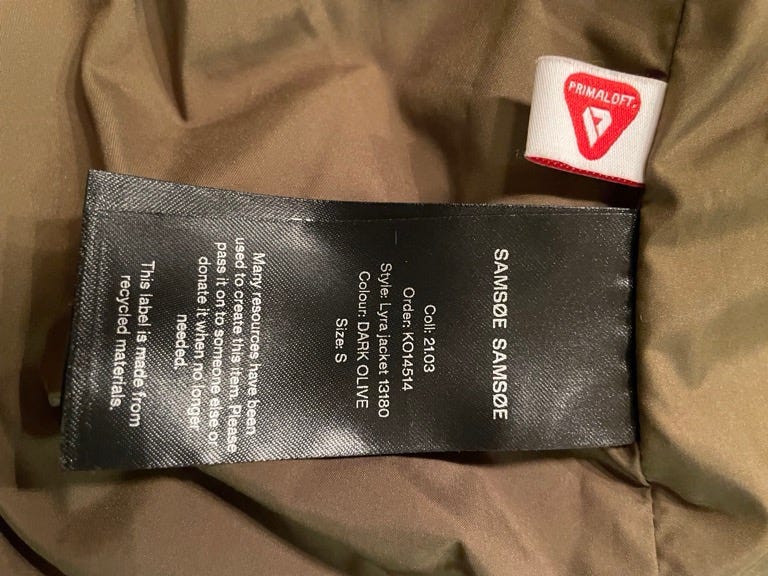 PRIMALOFT.
SAMSØE SAMSØE
Coll: 21.03
Order: KO14514
Style: Lyra jacket 13180
Colour: DARK OLIVE
Size: S
Many resources have been
used to create this item. Please
pass it on to someone else or
donate it when no longer
needed.
This label is made from
recycled materials.